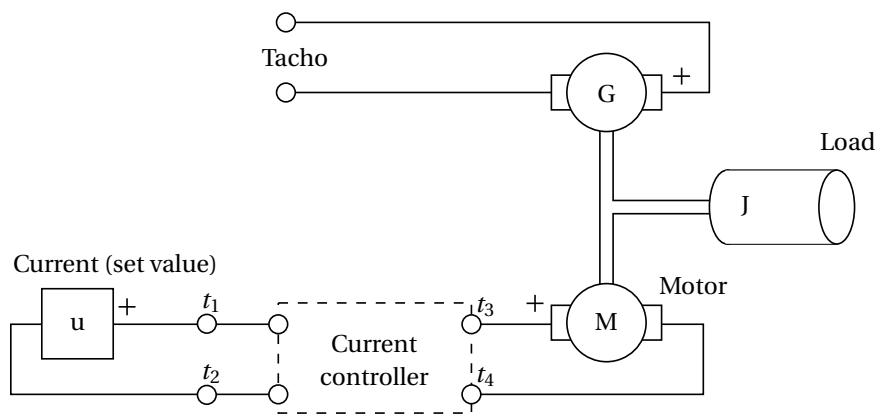 Tacho
+
G
Load
J
Current (set value)
u
+
t1
t2
Current
controller
t3
t4
+
M
Motor